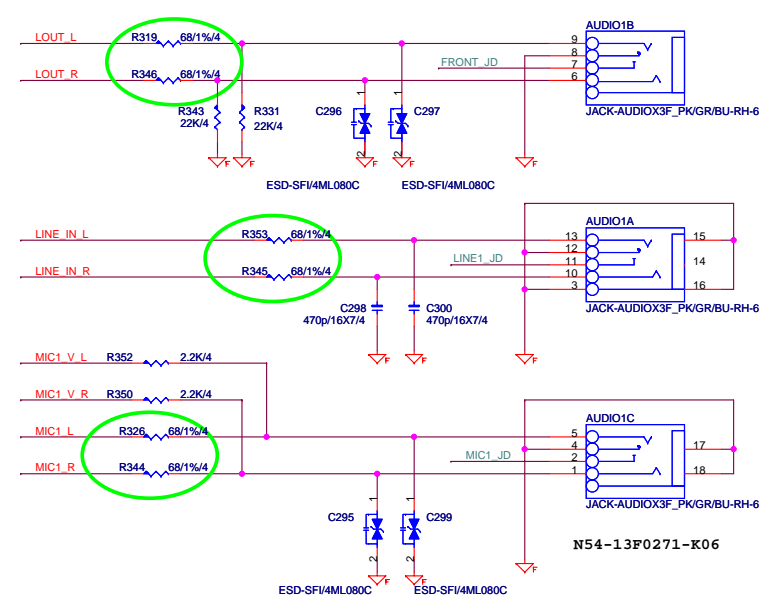 AUDIO1B
LOUT_L R319 68/1%/4 9
8
FRONT_JD 7
LOUT_R R346 68/1%/4 6
R343 22K/4
R331 22K/4
C296 1 2
C297 1 2
F F F F F
JACK-AUDIOX3F_PK/GR/BU-RH-6
ESD-SFI/4ML080C ESD-SFI/4ML080C
AUDIO1A
LINE_IN_L R353 68/1%/4 13 15
12
LINE1_JD 11 14
LINE_IN_R R345 68/1%/4 10
3 16
C298 470p/16X7/4
C300 470p/16X7/4
JACK-AUDIOX3F_PK/GR/BU-RH-6
F F F
MIC1_V_L R352 2.2K/4
MIC1_V_R R350 2.2K/4
AUDIO1C
MIC1_L R326 68/1%/4 5
4 17
MIC1_JD 2
MIC1_R R344 68/1%/4 1 18
C295 1 2
C299 1 2
JACK-AUDIOX3F_PK/GR/BU-RH-6
N54-13F0271-K06
F F F
ESD-SFI/4ML080C ESD-SFI/4ML080C